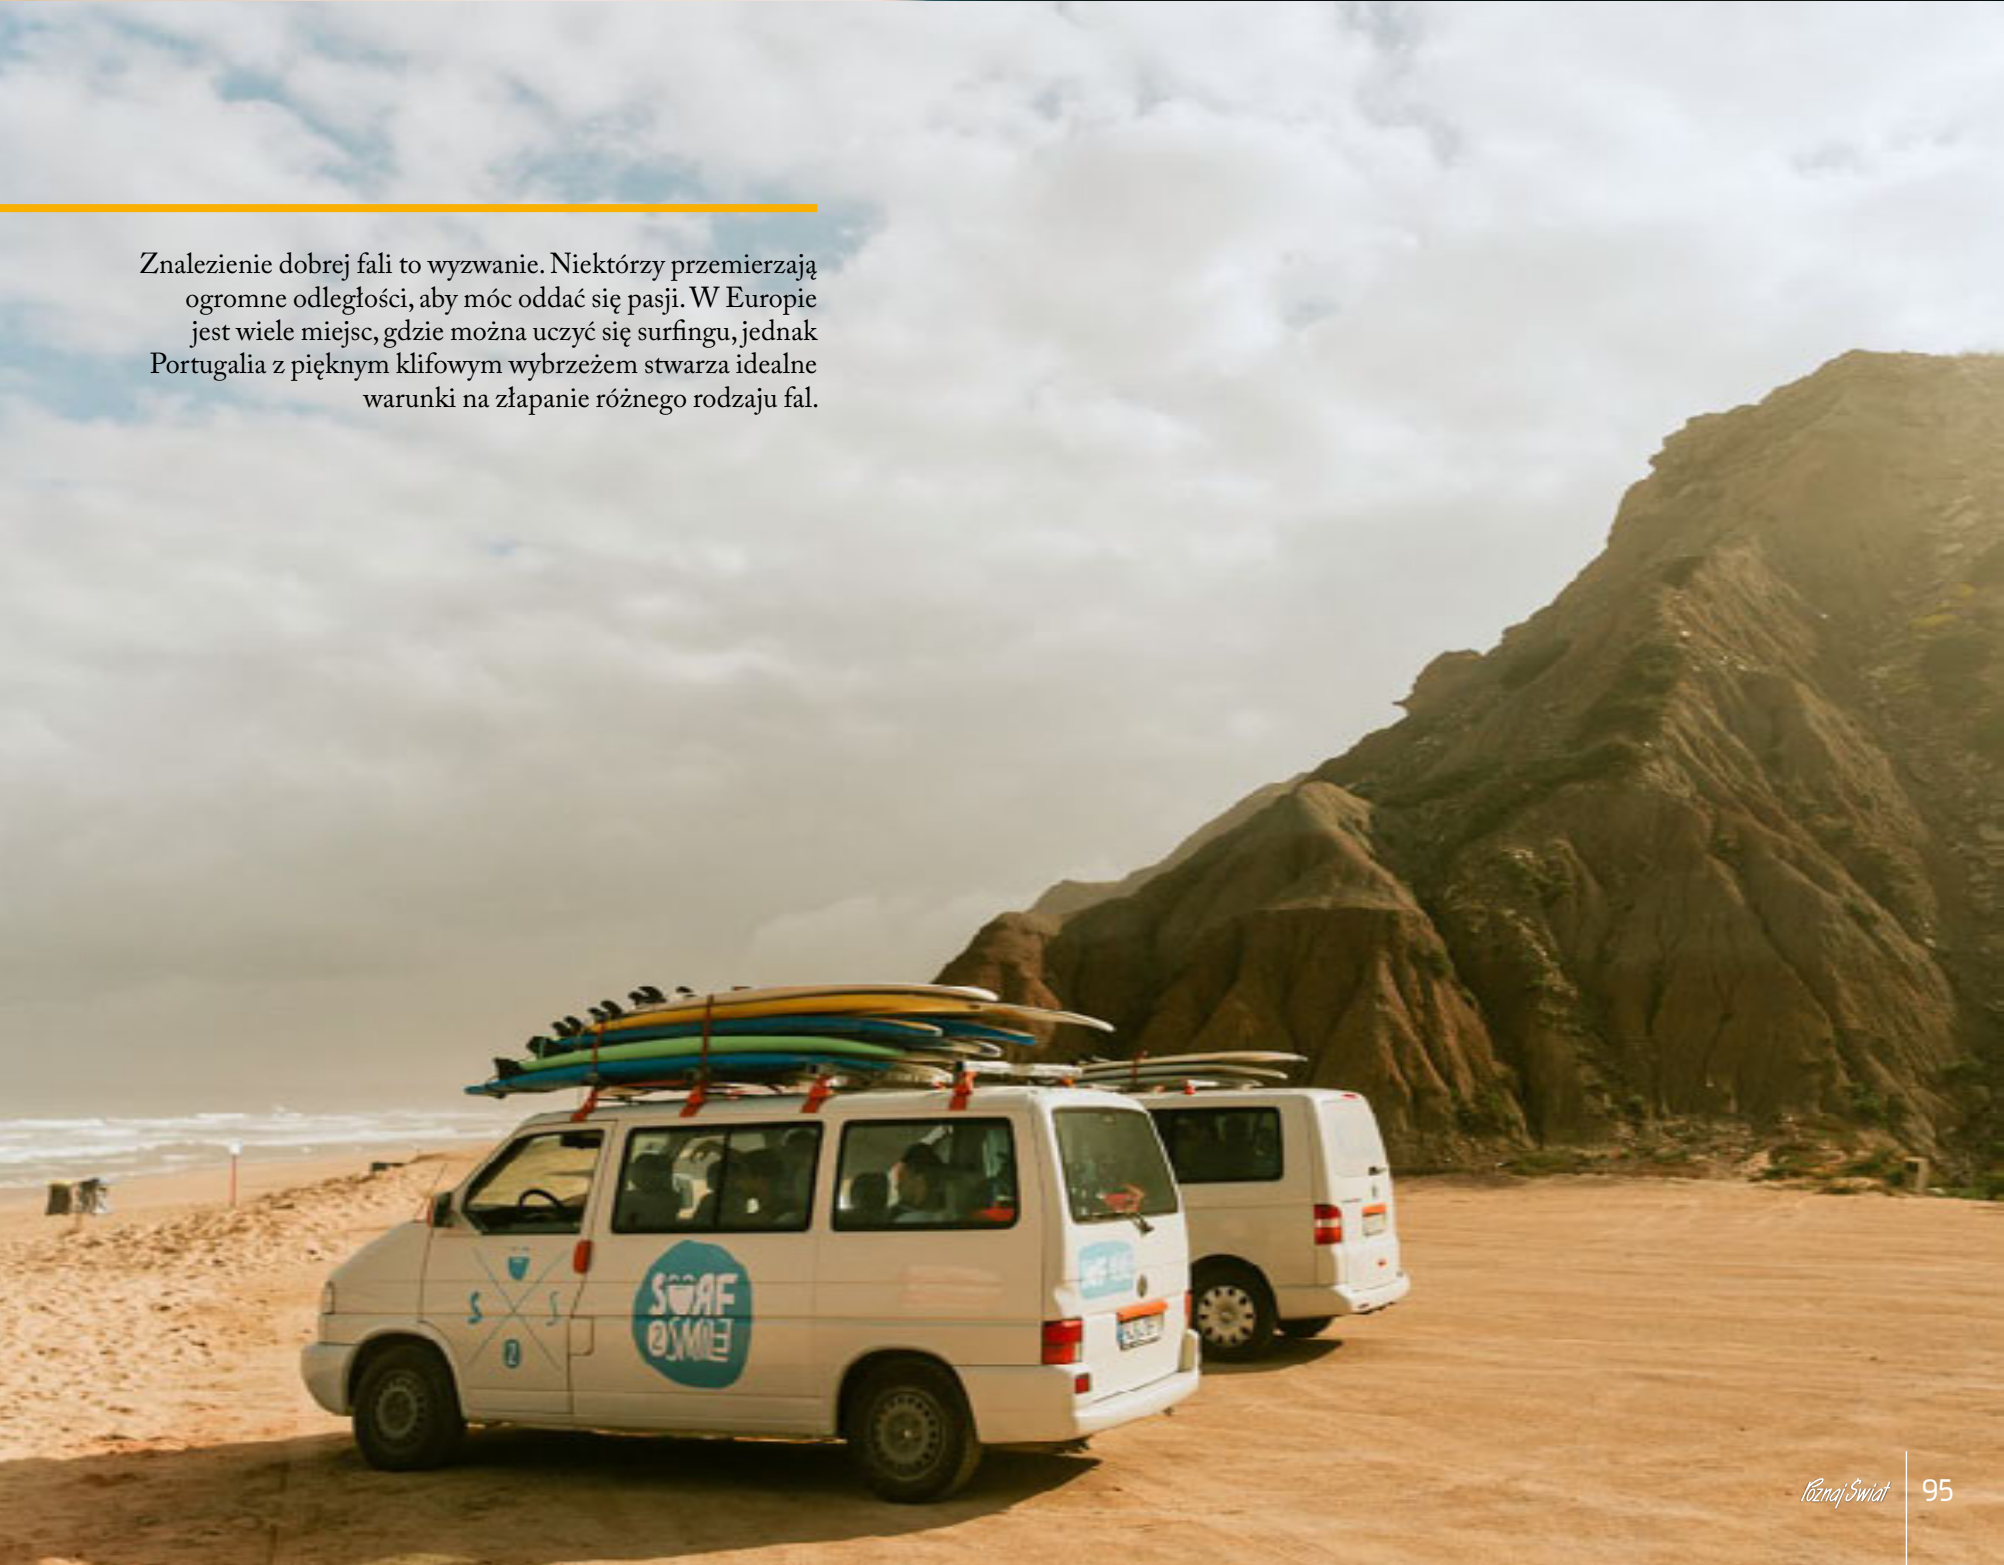 Znalezienie dobrej fali to wyzwanie. Niektórzy przemierzają
ogromne odległości, aby móc oddać się pasji. W Europie
jest wiele miejsc, gdzie można uczyć się surfingu, jednak
Portugalia z pięknym klifowym wybrzeżem stwarza idealne
warunki na złapanie różnego rodzaju fal.
S S
2
SURF
2SMILE
Poznaj Świat
95